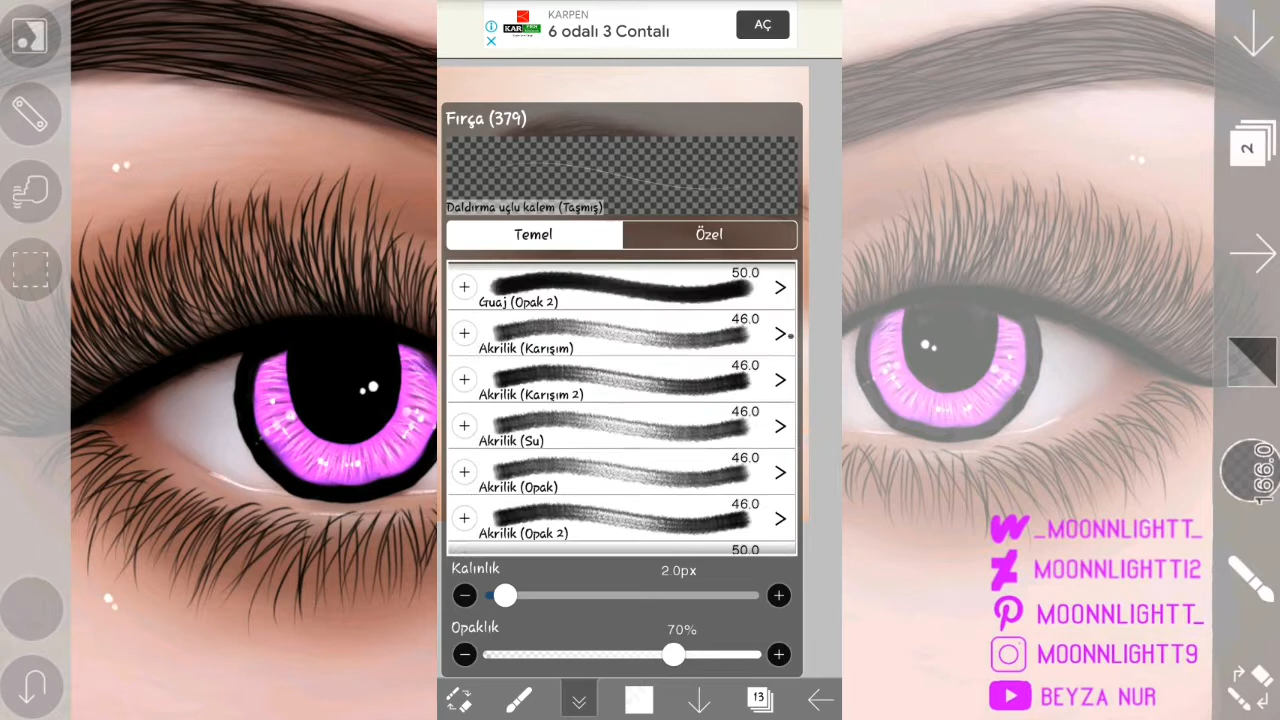 KARPEN
6 odalı 3 Contalı
AÇ
Fırça (379)
Daldırma uçlu kalem (Taşmış)
Temel
Özel
50.0
Guaj (Opak 2)
46.0
Akrilik (Karışım)
46.0
Akrilik (Karışım 2)
46.0
Akrilik (Su)
46.0
Akrilik (Opak)
46.0
Akrilik (Opak 2)
50.0
Kalınlık
2.0px
Opaklık
70%
13
2
166.0
_MOONNLIGHTT_
MOONNLIGHTT12
MOONNLIGHTT_
MOONNLIGHTT9
BEYZA NUR